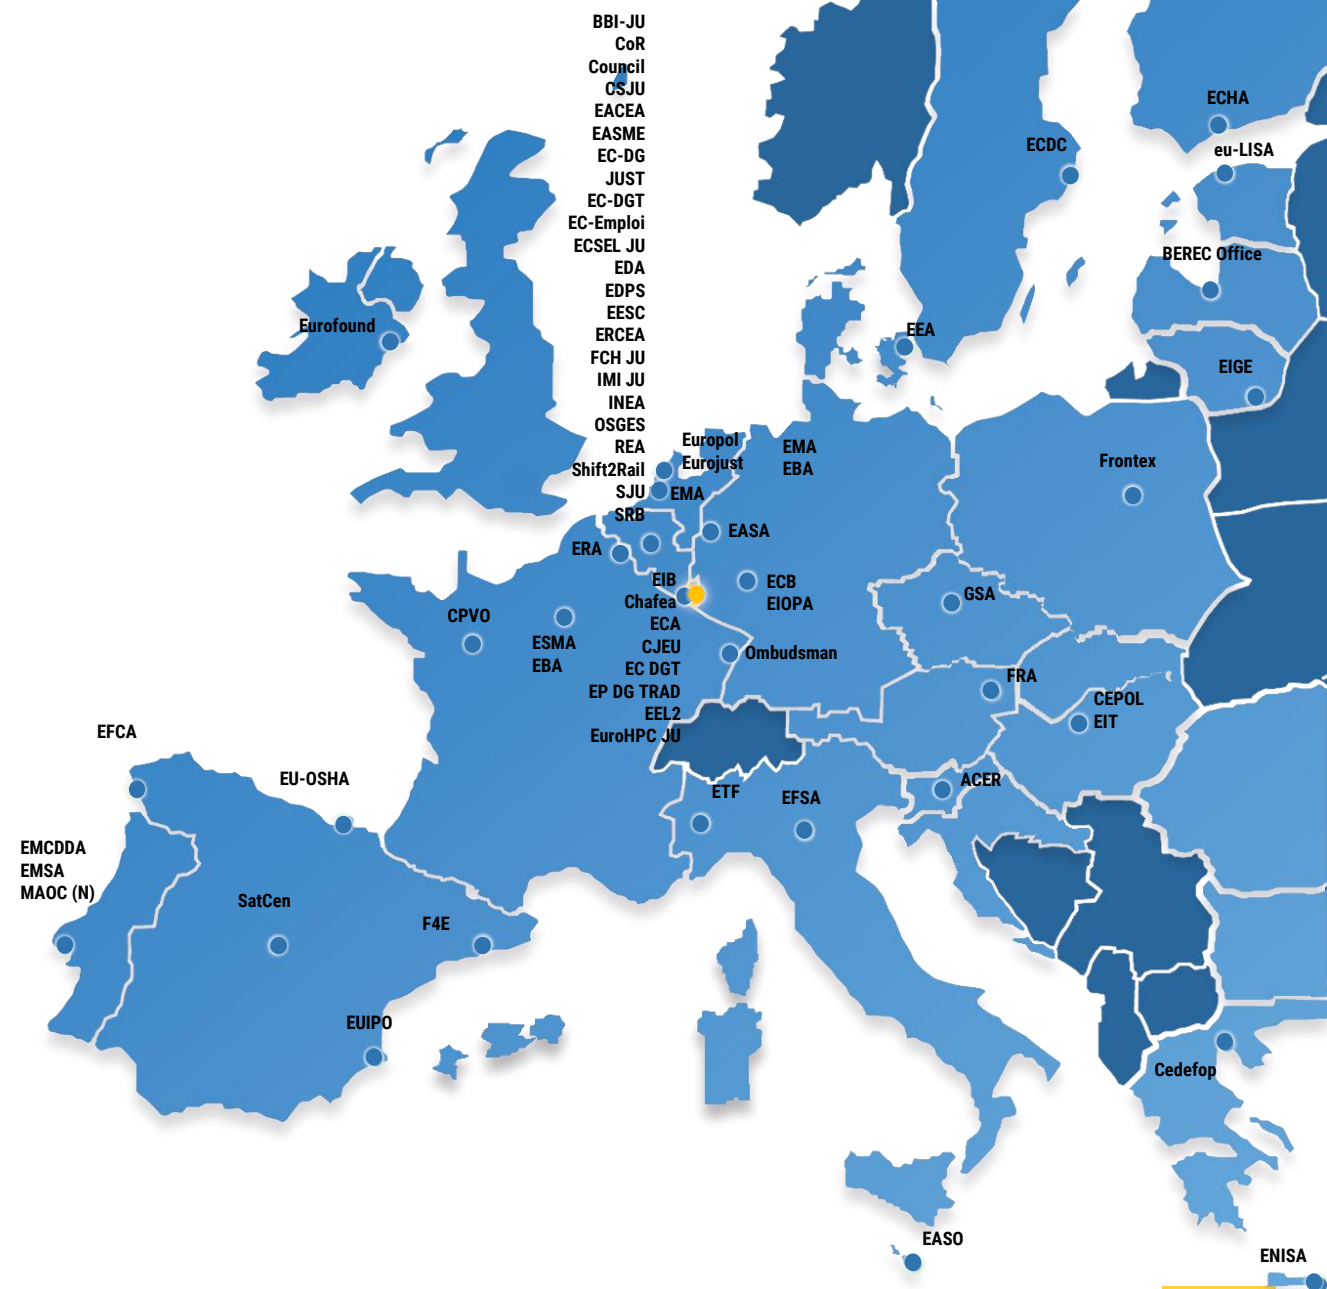 BBI-JU
CoR
Council
CSJU
EACEA
EASME
EC-DG
JUST
EC-DGT
EC-Emploi
ECSEL JU
EDA
EDPS
EESC
ERCEA
FCH JU
IMI JU
INEA
OSGES
REA
Shift2Rail
SJU
SRB
ECHA
eu-LISA
ECDC
BEREC Office
Eurofound
EEA
EIGE
Europol
Eurojust
EMA
EMA
EBA
Frontex
EASA
ERA
EIB
Chafea
ECA
CJEU
EC DGT
EP DG TRAD
EEL2
EuroHPC JU
ECB
EIOPA
GSA
CPVO
ESMA
EBA
Ombudsman
FRA
CEPOL
EIT
EFCA
EU-OSHA
ETF
EFSA
ACER
EMCDDA
EMSA
MAOC (N)
SatCen
F4E
EUIPO
Cedefop
EASO
ENISA